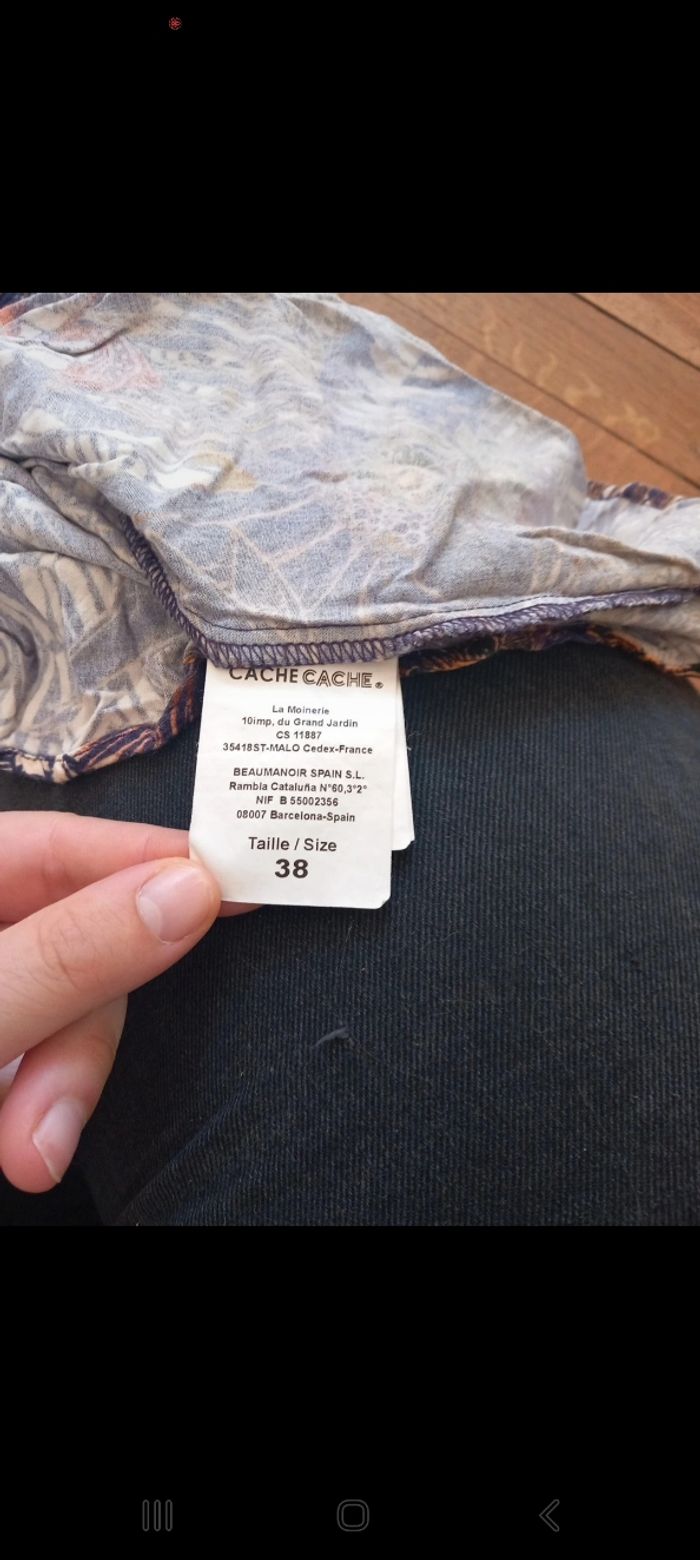 CACHE CACHE®
La Moinerie
10imp, du Grand Jardin
CS 11887
35418ST-MALO Cedex-France
BEAUMANOIR SPAIN S.L.
Rambla Cataluña N°60,3°2°
NIF B 55002356
08007 Barcelona-Spain
Taille / Size
38